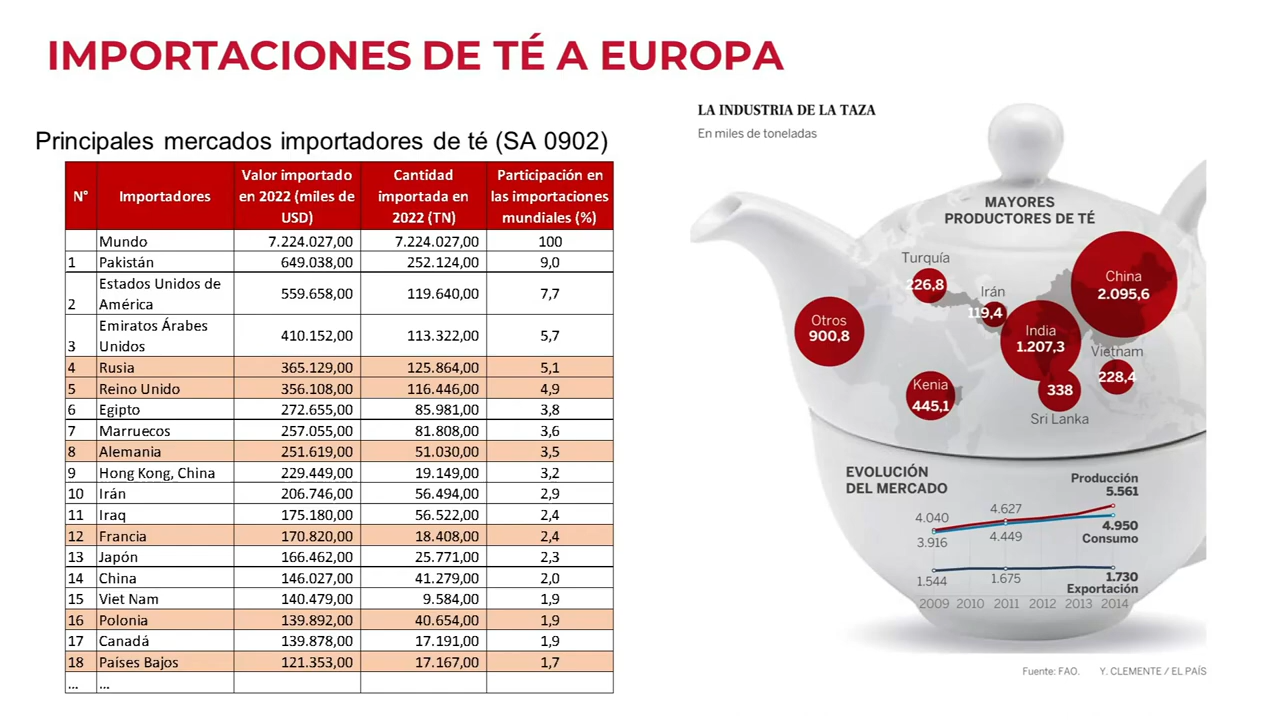 IMPORTACIONES DE TÉ A EUROPA
Principales mercados importadores de té (SA 0902)
N° Importadores Valor importado en 2022 (miles de USD) Cantidad importada en 2022 (TN) Participación en las importaciones mundiales (%)
Mundo 7.224.027,00 7.224.027,00 100
1 Pakistán 649.038,00 252.124,00 9,0
2 Estados Unidos de América 559.658,00 119.640,00 7,7
3 Emiratos Árabes Unidos 410.152,00 113.322,00 5,7
4 Rusia 365.129,00 125.864,00 5,1
5 Reino Unido 356.108,00 116.446,00 4,9
6 Egipto 272.655,00 85.981,00 3,8
7 Marruecos 257.055,00 81.808,00 3,6
8 Alemania 251.619,00 51.030,00 3,5
9 Hong Kong, China 229.449,00 19.149,00 3,2
10 Irán 206.746,00 56.494,00 2,9
11 Iraq 175.180,00 56.522,00 2,4
12 Francia 170.820,00 18.408,00 2,4
13 Japón 166.462,00 25.771,00 2,3
14 China 146.027,00 41.279,00 2,0
15 Viet Nam 140.479,00 9.584,00 1,9
16 Polonia 139.892,00 40.654,00 1,9
17 Canadá 139.878,00 17.191,00 1,9
18 Países Bajos 121.353,00 17.167,00 1,7
... ...
LA INDUSTRIA DE LA TAZA
En miles de toneladas
MAYORES
PRODUCTORES DE TÉ
Turquía
226,8
Irán
119,4
China
2.095,6
Otros
900,8
India
1.207,3
Vietnam
228,4
Kenia
445,1
338
Sri Lanka
EVOLUCIÓN
DEL MERCADO
Producción
5.561
4.040
4.627
3.916
4.449
4.950
Consumo
1.544
1.675
1.730
Exportación
2009 2010 2011 2012 2013 2014
Fuente: FAO. Y. CLEMENTE / EL PAÍS